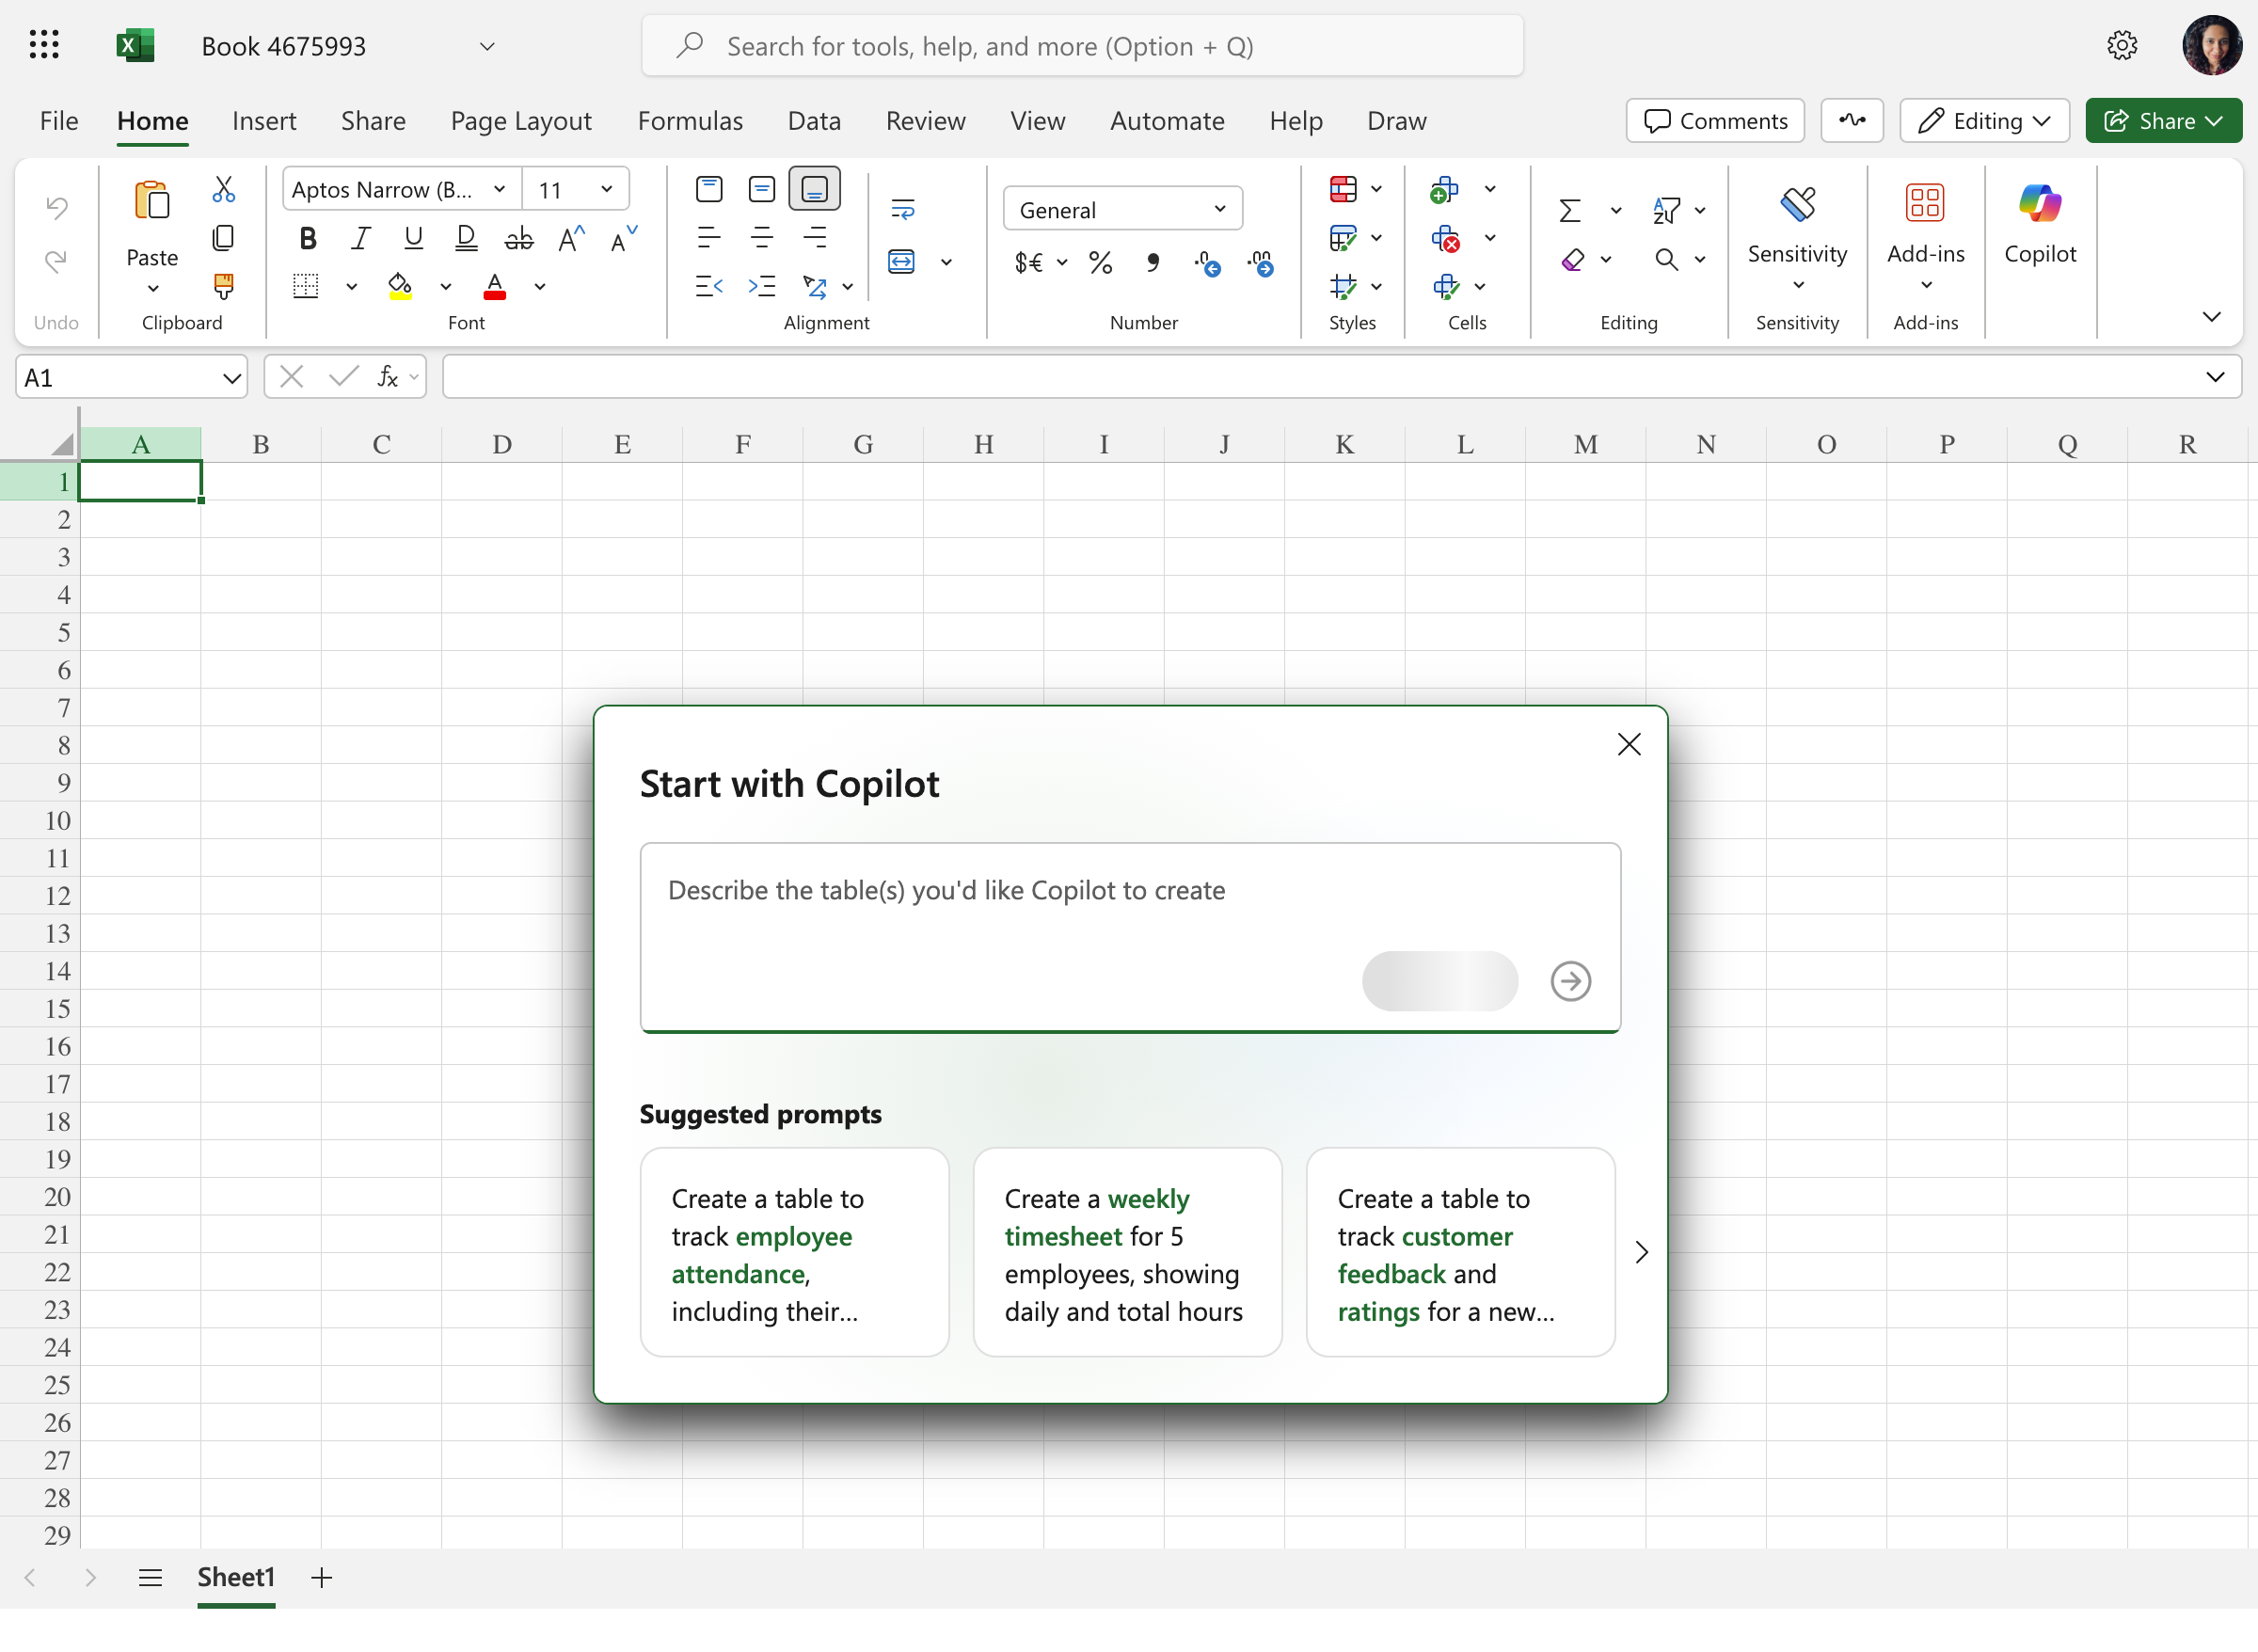 Book 4675993
Search for tools, help, and more (Option + Q)
File Home Insert Share Page Layout Formulas Data Review View Automate Help Draw
Comments Editing Share
Undo
Paste
Clipboard
Aptos Narrow (B... 11
B I U D ab A A
A
Font
Alignment
General
$€ % .0 .00
Number
Styles
Cells
Editing
Sensitivity
Sensitivity
Add-ins
Add-ins
Copilot
A1 fx
A B C D E F G H I J K L M N O P Q R
1
2
3
4
5
6
7
8
9
10
11
12
13
14
15
16
17
18
19
20
21
22
23
24
25
26
27
28
29
Start with Copilot
Describe the table(s) you'd like Copilot to create
Suggested prompts
Create a table to
track employee
attendance,
including their...
Create a weekly
timesheet for 5
employees, showing
daily and total hours
Create a table to
track customer
feedback and
ratings for a new...
Sheet1